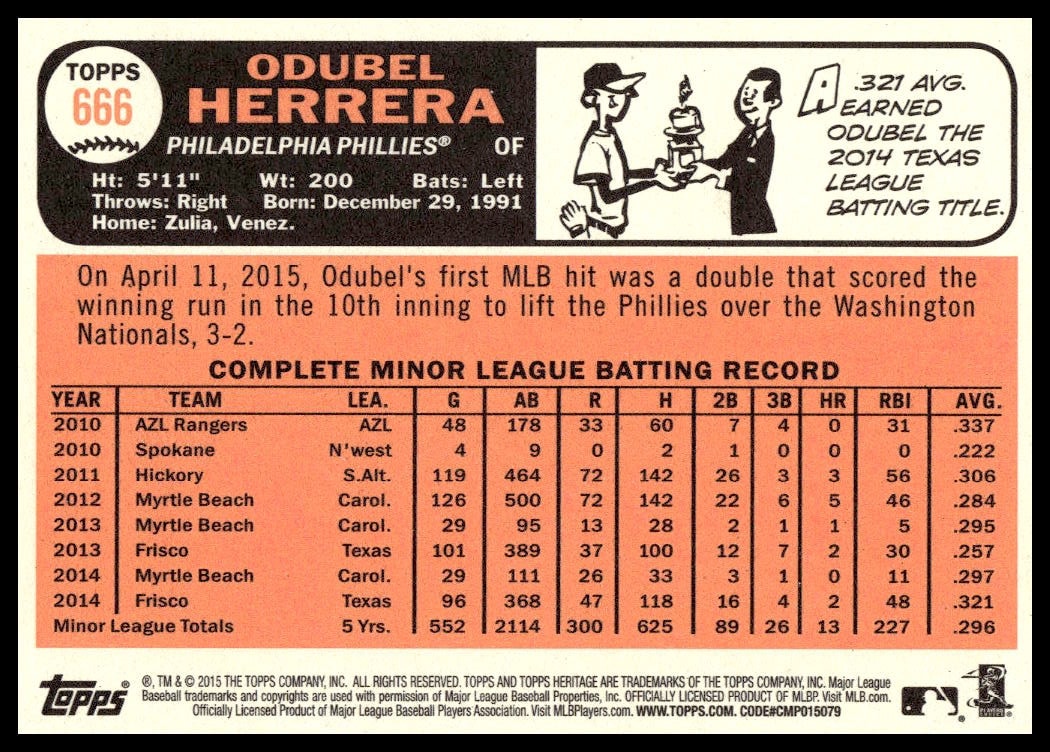 TOPPS
666
ODUBEL
HERRERA
PHILADELPHIA PHILLIES® OF
Ht: 5'11" Wt: 200 Bats: Left
Throws: Right Born: December 29, 1991
Home: Zulia, Venez.
A .321 AVG.
EARNED
ODUBEL THE
2014 TEXAS
LEAGUE
BATTING TITLE.
On April 11, 2015, Odubel's first MLB hit was a double that scored the
winning run in the 10th inning to lift the Phillies over the Washington
Nationals, 3-2.
COMPLETE MINOR LEAGUE BATTING RECORD
YEAR TEAM LEA. G AB R H 2B 3B HR RBI AVG.
2010 AZL Rangers AZL 48 178 33 60 7 4 0 31 .337
2010 Spokane N'west 4 9 0 2 1 0 0 0 .222
2011 Hickory S.Alt. 119 464 72 142 26 3 3 56 .306
2012 Myrtle Beach Carol. 126 500 72 142 22 6 5 46 .284
2013 Myrtle Beach Carol. 29 95 13 28 2 1 1 5 .295
2013 Frisco Texas 101 389 37 100 12 7 2 30 .257
2014 Myrtle Beach Carol. 29 111 26 33 3 1 0 11 .297
2014 Frisco Texas 96 368 47 118 16 4 2 48 .321
Minor League Totals 5 Yrs. 552 2114 300 625 89 26 13 227 .296
Topps®
®, TM & © 2015 THE TOPPS COMPANY, INC. ALL RIGHTS RESERVED. TOPPS AND TOPPS HERITAGE ARE TRADEMARKS OF THE TOPPS COMPANY, INC. Major League
Baseball trademarks and copyrights are used with permission of Major League Baseball Properties, Inc. OFFICIALLY LICENSED PRODUCT OF MLBP. Visit MLB.com.
Officially Licensed Product of Major League Baseball Players Association. Visit MLBPlayers.com. WWW.TOPPS.COM. CODE#CMP015079